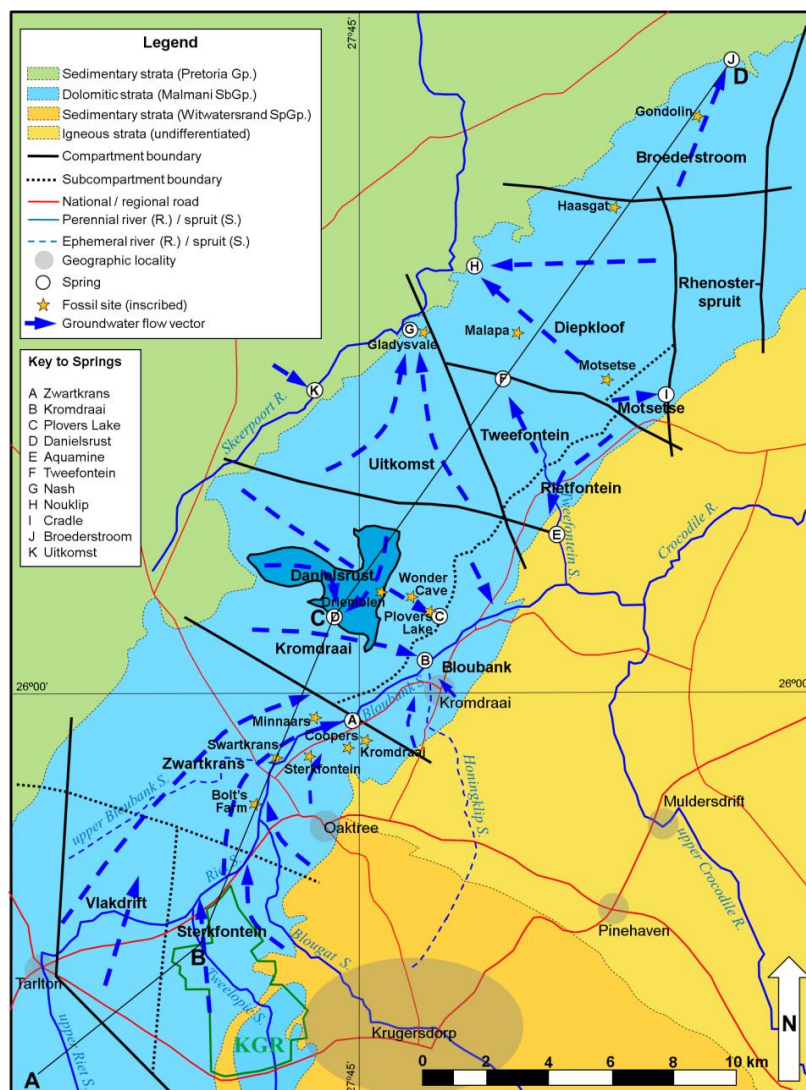 27°45'
Legend
Sedimentary strata (Pretoria Gp.)
Dolomitic strata (Malmani SbGp.)
Sedimentary strata (Witwatersrand SpGp.)
Igneous strata (undifferentiated)
Compartment boundary
Subcompartment boundary
National / regional road
Perennial river (R.) / spruit (S.)
Ephemeral river (R.) / spruit (S.)
Geographic locality
Spring
Fossil site (inscribed)
Groundwater flow vector
Key to Springs
A Zwartkrans
B Kromdraai
C Plovers Lake
D Danielsrust
E Aquamine
F Tweefontein
G Nash
H Nouklip
I Cradle
J Broederstroom
K Uitkomst
J
D
Gondolin
Broederstroom
Haasgat
H
Rhenoster-
spruit
G
Gladysvale
Malapa
Diepkloof
Motsetse
F
I
Motsetse
K
Skeerpoort R.
Tweefontein
Uitkomst
Rietfontein
Tweefontein S.
E
Crocodile R.
Danielsrust
Wonder
Cave
Driemolen
Plovers
Lake
C
C
D
Kromdraai
B
Bloubank
26°00'
26°00'
Kromdraai
Bloubank S.
Minnaars
A
Coopers
Kromdraai
Swartkrans
Zwartkrans
Sterkfontein
Honingklip S.
upper Bloubank S.
Bolt's
Farm
Oaktree
Muldersdrift
upper Crocodile R.
Riet S.
Vlakdrift
Sterkfontein
B
Pinehaven
Blougat S.
Tarlton
Tweelopie S.
Krugersdorp
KGR
upper Riet S.
A
27°45'
N
0 2 4 6 8 10 km